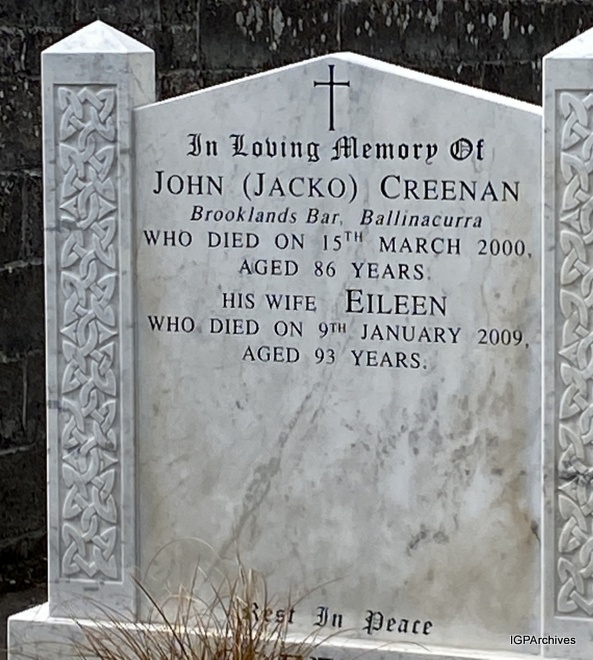 In Loving Memory Of
JOHN (JACKO) CREENAN
Brooklands Bar, Ballinacurra
WHO DIED ON 15TH MARCH 2000,
AGED 86 YEARS.
HIS WIFE EILEEN
WHO DIED ON 9TH JANUARY 2009,
AGED 93 YEARS.
Rest In Peace
IGPArchives